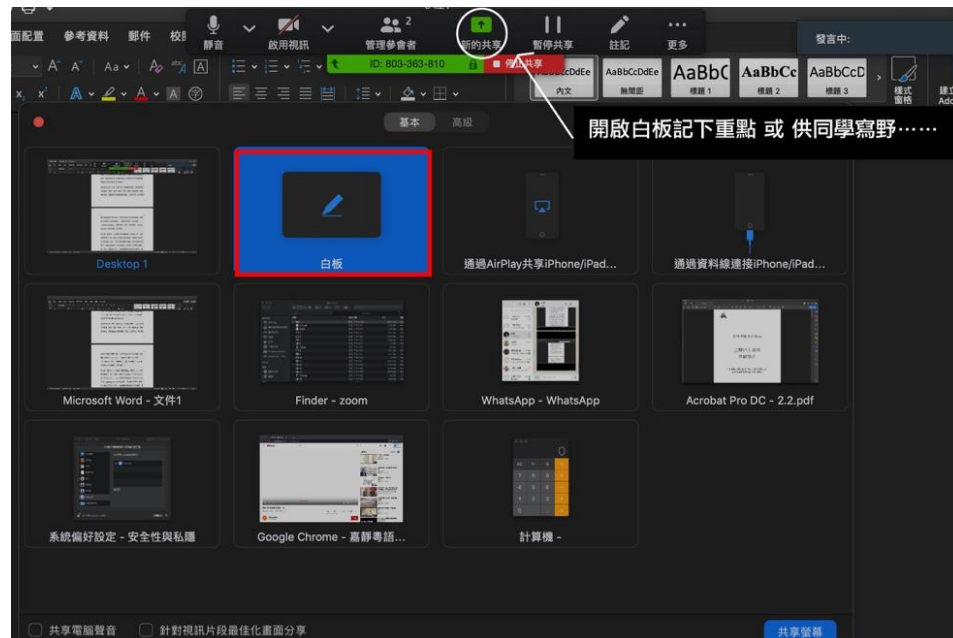 面配置 參考資料 郵件 校
2
靜音 啟用視訊 管理參會者 新的共享 暫停共享 註記 更多
發言中:
ID: 803-363-810 停止共享
A A Aa A abc A
AaBbCcDdEe AaBbCcDdEe AaBbC AaBbCc AaBbCcD
內文 無間距 標題 1 標題 2 標題 3
樣式
窗格
建立
Ado
基本 高級
開啟白板記下重點 或 供同學寫野……
Desktop 1 白板 通過AirPlay共享iPhone/iPad... 通過資料線連接iPhone/iPad...
Microsoft Word - 文件1 Finder - zoom WhatsApp - WhatsApp Acrobat Pro DC - 2.2.pdf
系統偏好設定 - 安全性與私隱 Google Chrome - 嘉靜粵語... 計算機 -
共享電腦聲音 針對視訊片段最佳化畫面分享 共享螢幕